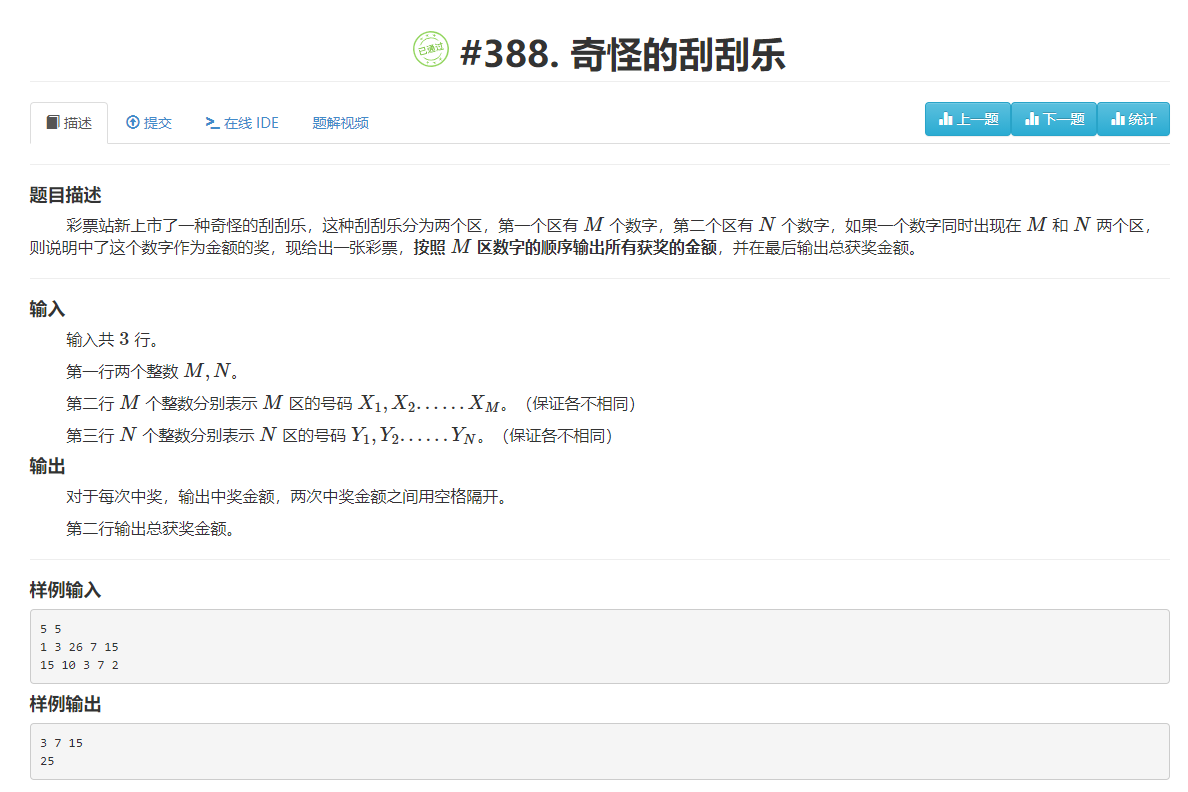 已通过 #388. 奇怪的刮刮乐
描述 提交 在线 IDE 题解视频 上一题 下一题 统计
题目描述
彩票站新上市了一种奇怪的刮刮乐，这种刮刮乐分为两个区，第一个区有 M 个数字，第二个区有 N 个数字，如果一个数字同时出现在 M 和 N 两个区，
则说明中了这个数字作为金额的奖，现给出一张彩票，按照 M 区数字的顺序输出所有获奖的金额，并在最后输出总获奖金额。
输入
输入共 3 行。
第一行两个整数 M, N。
第二行 M 个整数分别表示 M 区的号码 X₁, X₂......X_M。（保证各不相同）
第三行 N 个整数分别表示 N 区的号码 Y₁, Y₂......Y_N。（保证各不相同）
输出
对于每次中奖，输出中奖金额，两次中奖金额之间用空格隔开。
第二行输出总获奖金额。
样例输入
5 5
1 3 26 7 15
15 10 3 7 2
样例输出
3 7 15
25